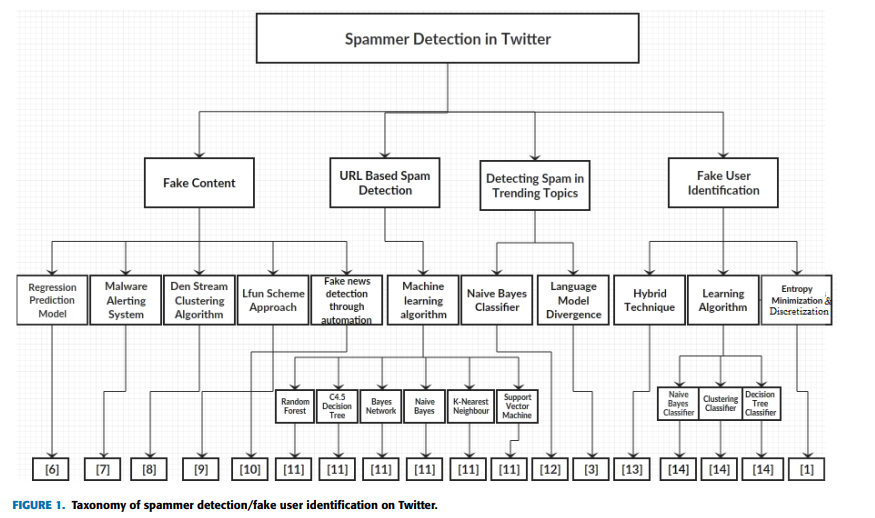 Spammer Detection in Twitter
Fake Content
URL Based Spam
Detection
Detecting Spam in
Trending Topics
Fake User
Identification
Regression
Prediction
Model
Malware
Alerting
System
Den Stream
Clustering
Algorithm
Lfun Scheme
Approach
Fake news
detection
through
automation
Machine
learning
algorithm
Naive Bayes
Classifier
Language
Model
Divergence
Hybrid
Technique
Learning
Algorithm
Entropy
Minimization &
Discretization
Random
Forest
C4.5
Decision
Tree
Bayes
Network
Naive
Bayes
K-Nearest
Neighbour
Support
Vector
Machine
Naive
Bayes
Classifier
Clustering
Classifier
Decision
Tree
Classifier
[6]
[7]
[8]
[9]
[10]
[11]
[11]
[11]
[11]
[11]
[11]
[12]
[3]
[13]
[14]
[14]
[14]
[1]
FIGURE 1. Taxonomy of spammer detection/fake user identification on Twitter.